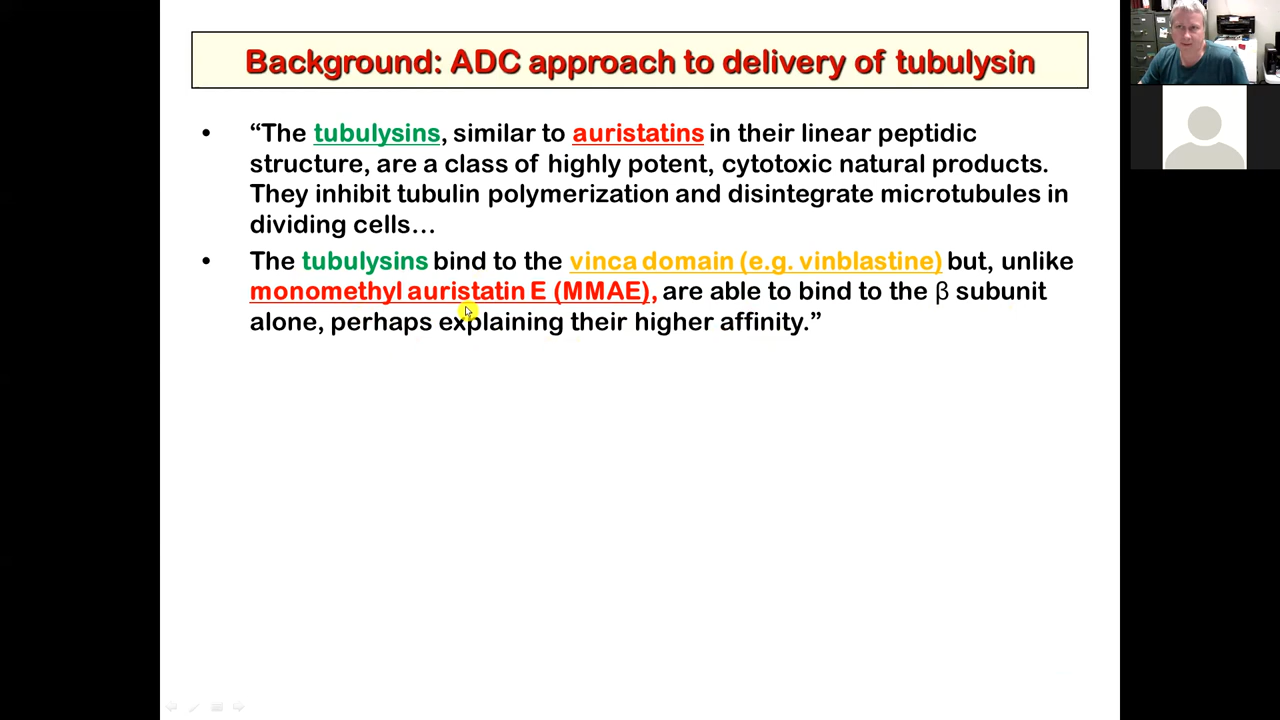 Background: ADC approach to delivery of tubulysin
• “The tubulysins, similar to auristatins in their linear peptidic
structure, are a class of highly potent, cytotoxic natural products.
They inhibit tubulin polymerization and disintegrate microtubules in
dividing cells…
• The tubulysins bind to the vinca domain (e.g. vinblastine) but, unlike
monomethyl auristatin E (MMAE), are able to bind to the β subunit
alone, perhaps explaining their higher affinity.”